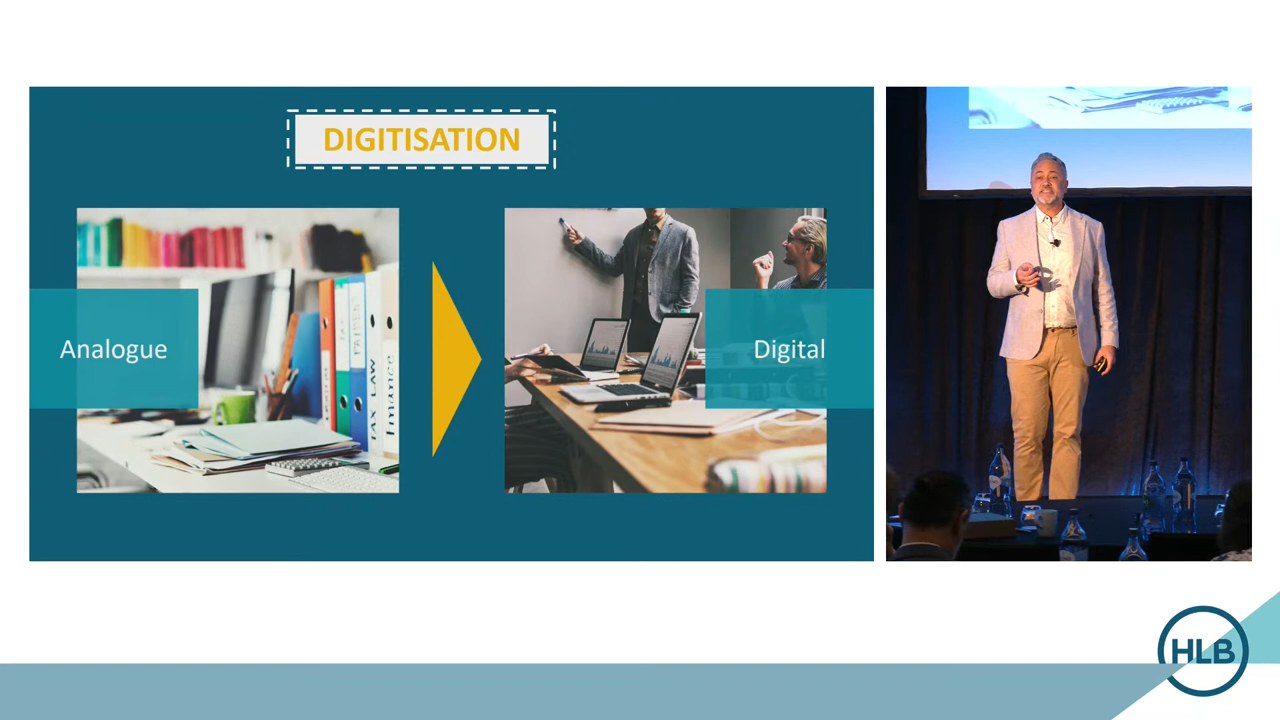 DIGITISATION
Analogue
Digital
TAX LAW
Finance
HLB